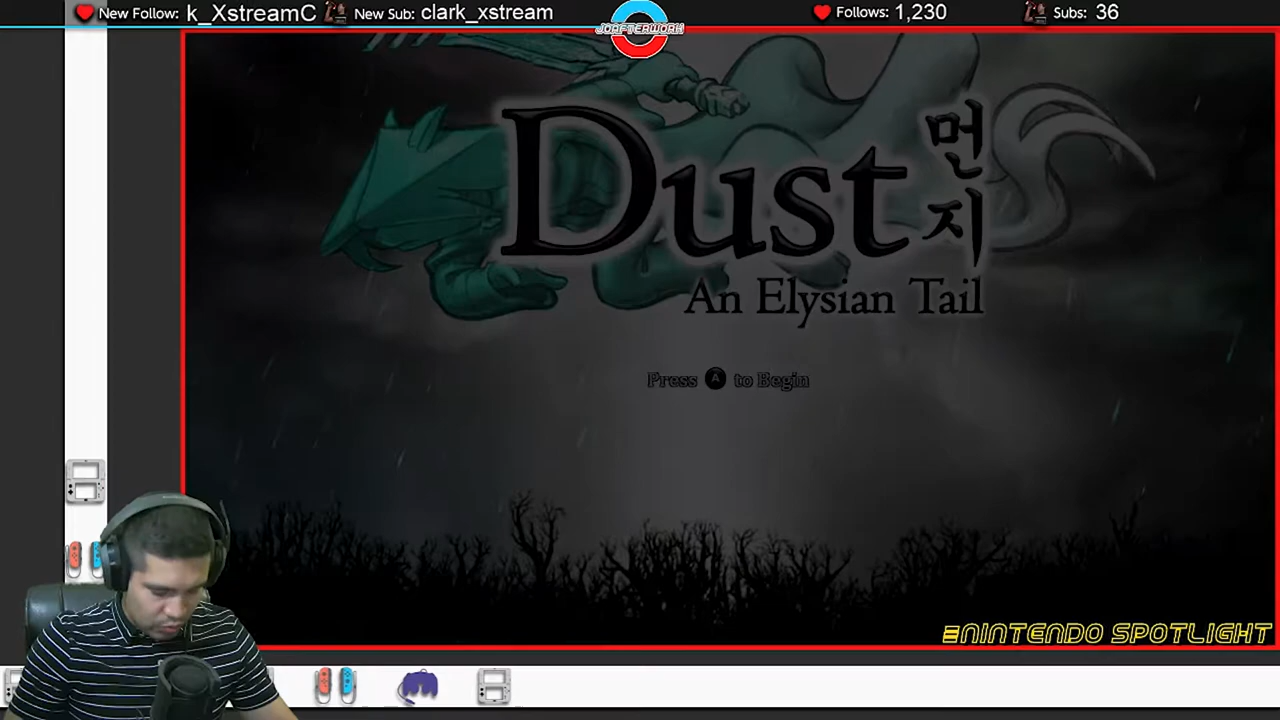 New Follow: k_XstreamC New Sub: clark_xstream Follows: 1,230 Subs: 36
JOAFTERWORK
Dust
먼지
An Elysian Tail
Press A to Begin
NINTENDO SPOTLIGHT